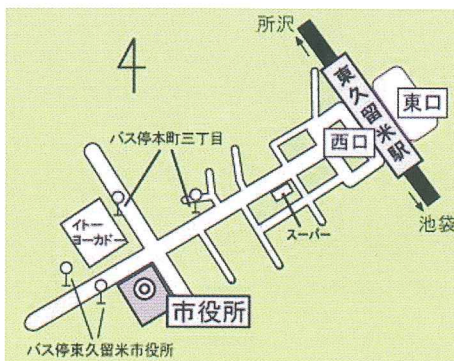 所沢
東久留米駅
東口
西口
池袋
バス停本町三丁目
スーパー
イトー
ヨーカドー
市役所
バス停東久留米市役所